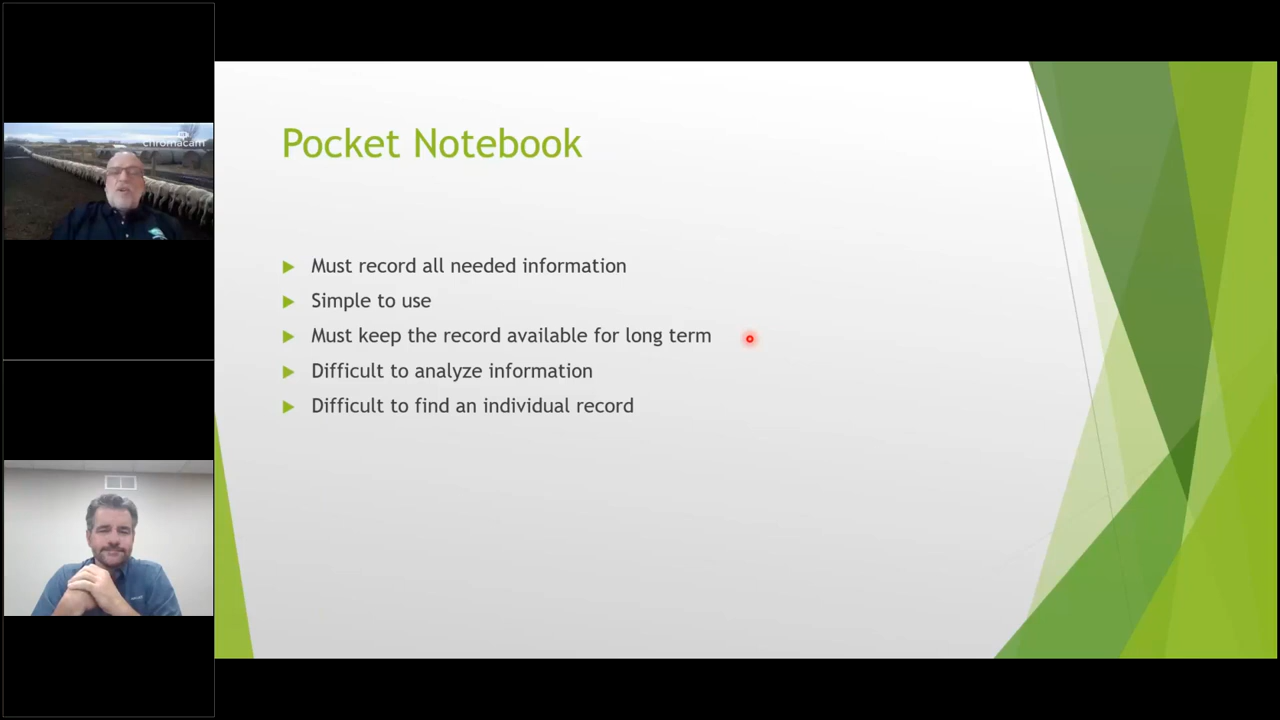 chromacam
Pocket Notebook
Must record all needed information
Simple to use
Must keep the record available for long term
Difficult to analyze information
Difficult to find an individual record